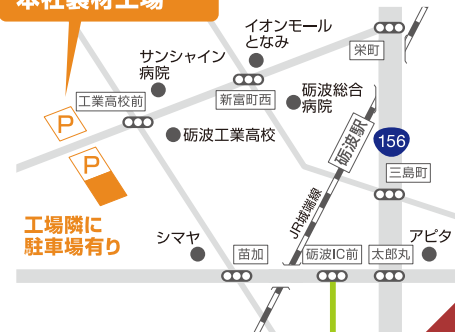 本社製材工場
イオンモール
となみ
栄町
サンシャイン
病院
工業高校前
新富町西
砺波総合
病院
P
砺波工業高校
砺波駅
156
P
三島町
工場隣に
駐車場有り
JR城端線
シマヤ
苗加
砺波IC前
太郎丸
アピタ